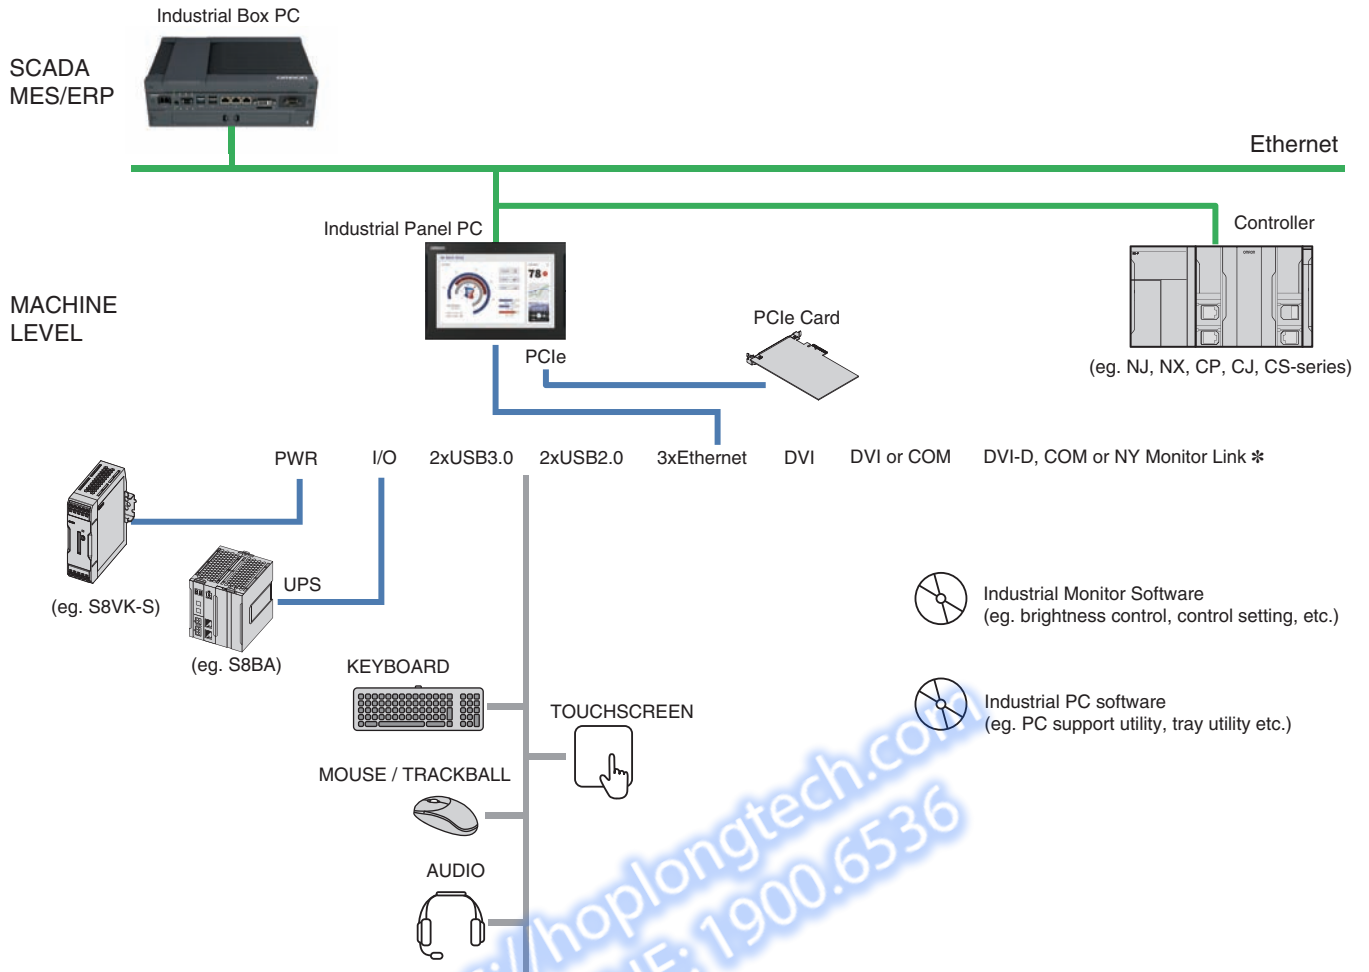 Industrial Box PC
SCADA
MES/ERP
Ethernet
Industrial Panel PC
Controller
MACHINE
LEVEL
78
PCIe Card
PCIe
(eg. NJ, NX, CP, CJ, CS-series)
PWR
I/O
2xUSB3.0
2xUSB2.0
3xEthernet
DVI
DVI or COM
DVI-D, COM or NY Monitor Link *
UPS
(eg. S8VK-S)
(eg. S8BA)
Industrial Monitor Software
(eg. brightness control, control setting, etc.)
KEYBOARD
TOUCHSCREEN
Industrial PC software
(eg. PC support utility, tray utility etc.)
MOUSE / TRACKBALL
AUDIO
://hoplongtech.com
NE: 1900.6536